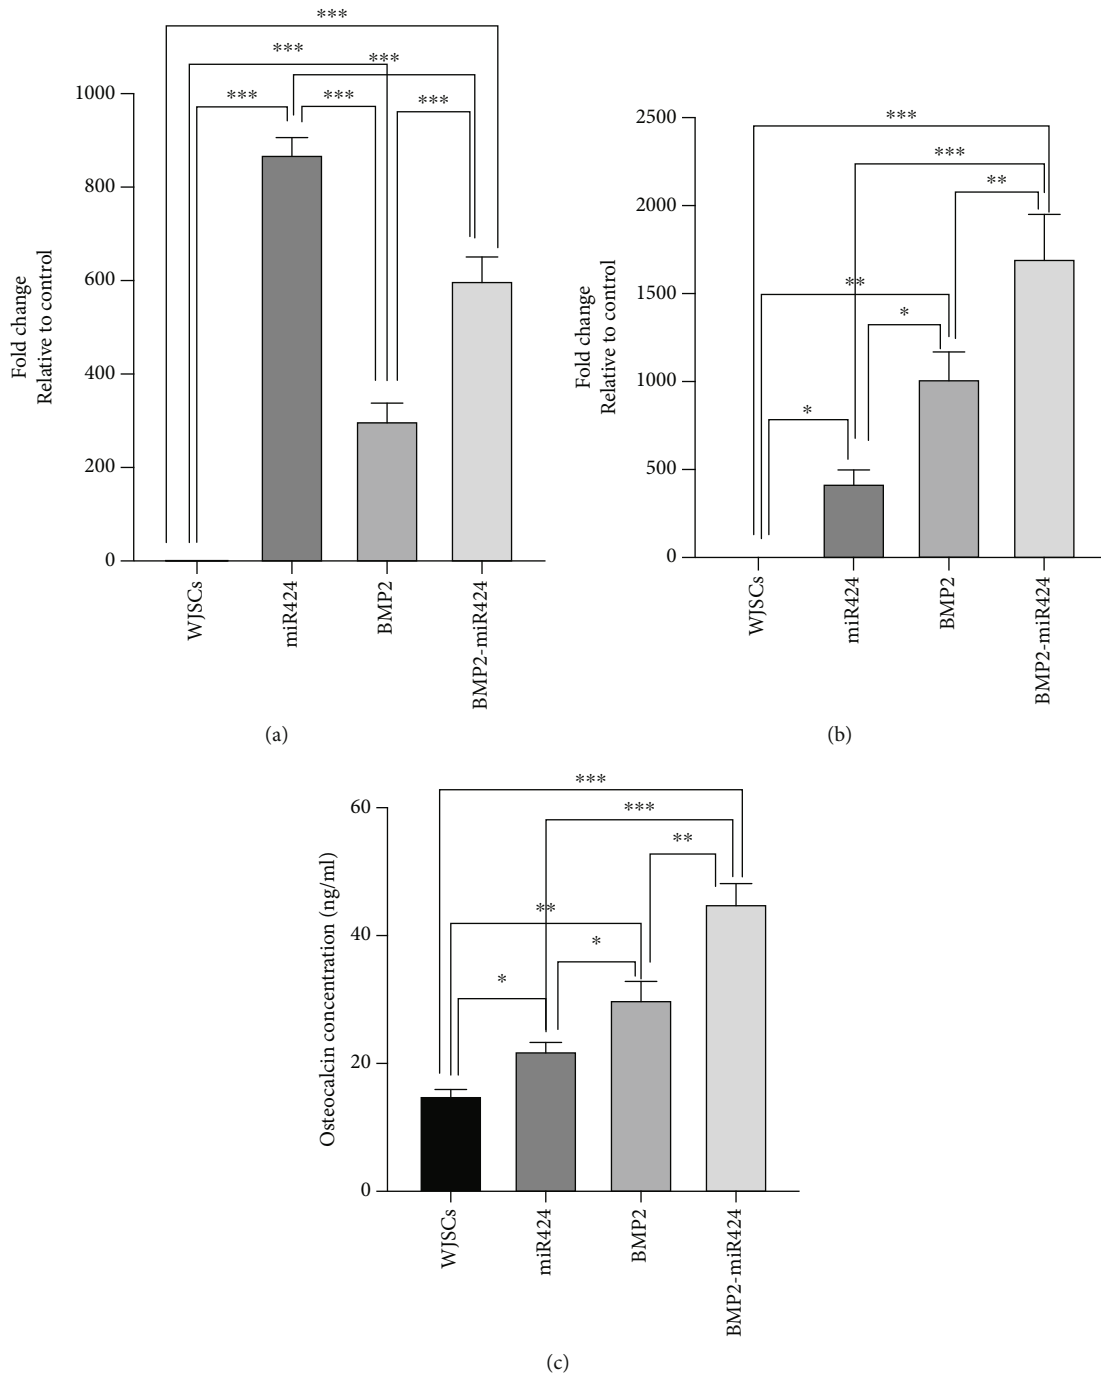 ***
***
***
***
***
***
1000
800
600
400
200
0
Fold change
Relative to control
WJSCs
miR424
BMP2
BMP2-miR424
(a)
***
***
**
**
*
*
2500
2000
1500
1000
500
0
Fold change
Relative to control
WJSCs
miR424
BMP2
BMP2-miR424
(b)
***
***
**
**
*
*
60
40
20
0
Osteocalcin concentration (ng/ml)
WJSCs
miR424
BMP2
BMP2-miR424
(c)